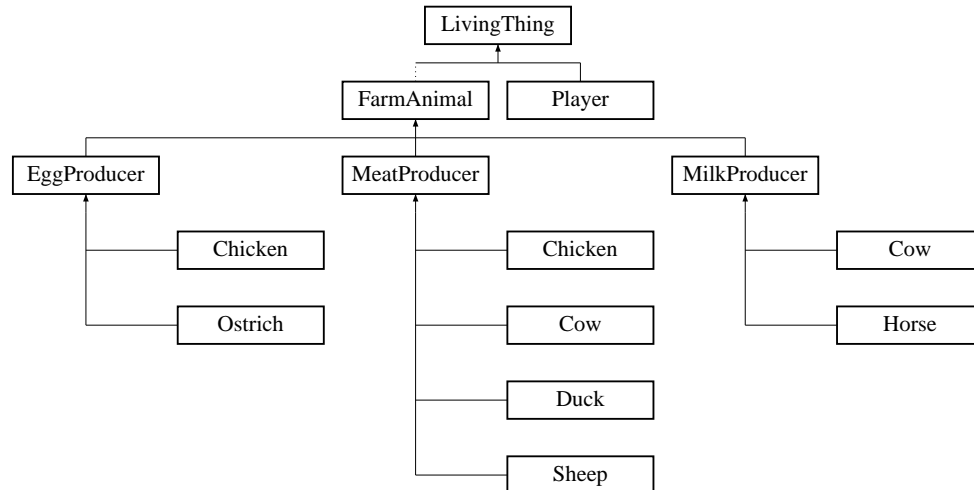 LivingThing
FarmAnimal
Player
EggProducer
MeatProducer
MilkProducer
Chicken
Chicken
Cow
Ostrich
Cow
Horse
Duck
Sheep